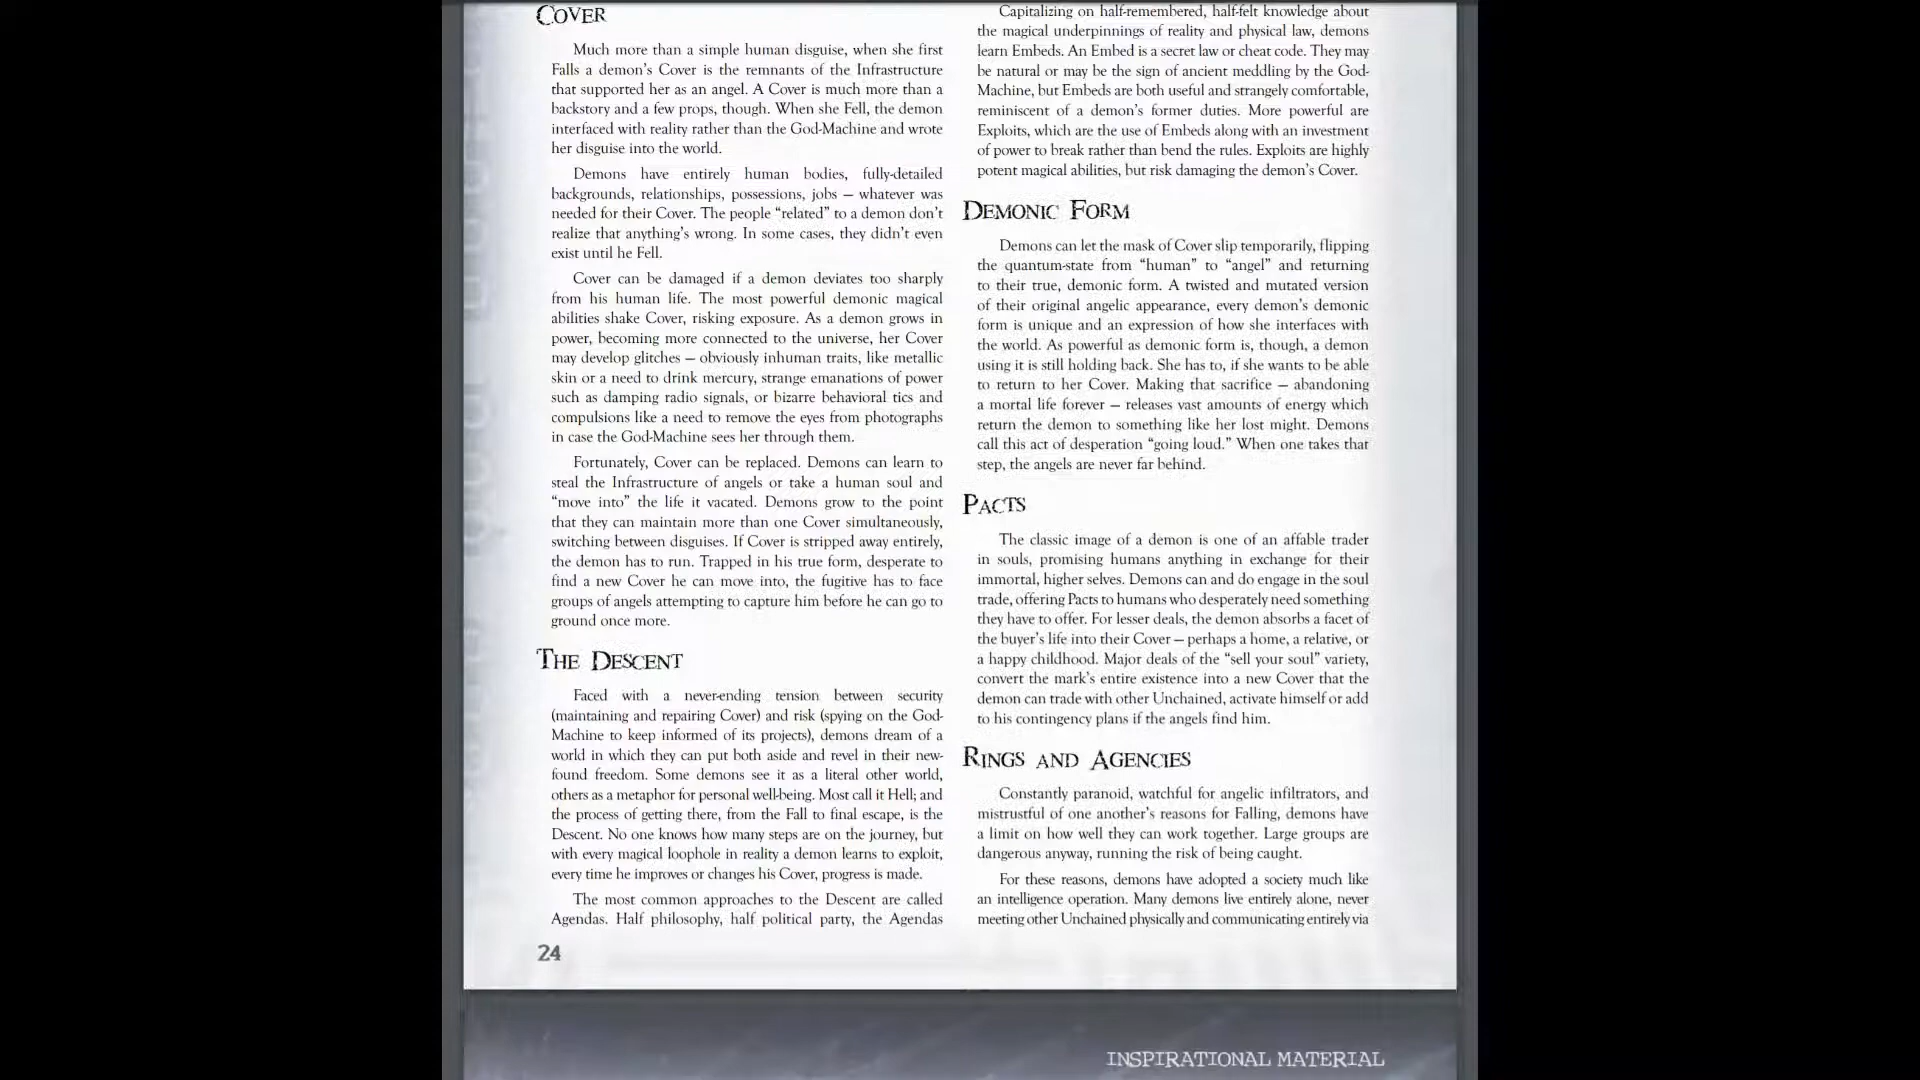 COVER
Much more than a simple human disguise, when she first
Falls a demon's Cover is the remnants of the Infrastructure
that supported her as an angel. A Cover is much more than a
backstory and a few props, though. When she Fell, the demon
interfaced with reality rather than the God-Machine and wrote
her disguise into the world.
Demons have entirely human bodies, fully-detailed
backgrounds, relationships, possessions, jobs — whatever was
needed for their Cover. The people “related” to a demon don't
realize that anything's wrong. In some cases, they didn't even
exist until he Fell.
Cover can be damaged if a demon deviates too sharply
from his human life. The most powerful demonic magical
abilities shake Cover, risking exposure. As a demon grows in
power, becoming more connected to the universe, her Cover
may develop glitches — obviously inhuman traits, like metallic
skin or a need to drink mercury, strange emanations of power
such as damping radio signals, or bizarre behavioral tics and
compulsions like a need to remove the eyes from photographs
in case the God-Machine sees her through them.
Fortunately, Cover can be replaced. Demons can learn to
steal the Infrastructure of angels or take a human soul and
“move into” the life it vacated. Demons grow to the point
that they can maintain more than one Cover simultaneously,
switching between disguises. If Cover is stripped away entirely,
the demon has to run. Trapped in his true form, desperate to
find a new Cover he can move into, the fugitive has to face
groups of angels attempting to capture him before he can go to
ground once more.
THE DESCENT
Faced with a never-ending tension between security
(maintaining and repairing Cover) and risk (spying on the God-
Machine to keep informed of its projects), demons dream of a
world in which they can put both aside and revel in their new-
found freedom. Some demons see it as a literal other world,
others as a metaphor for personal well-being. Most call it Hell; and
the process of getting there, from the Fall to final escape, is the
Descent. No one knows how many steps are on the journey, but
with every magical loophole in reality a demon learns to exploit,
every time he improves or changes his Cover, progress is made.
The most common approaches to the Descent are called
Agendas. Half philosophy, half political party, the Agendas
Capitalizing on half-remembered, half-felt knowledge about
the magical underpinnings of reality and physical law, demons
learn Embeds. An Embed is a secret law or cheat code. They may
be natural or may be the sign of ancient meddling by the God-
Machine, but Embeds are both useful and strangely comfortable,
reminiscent of a demon's former duties. More powerful are
Exploits, which are the use of Embeds along with an investment
of power to break rather than bend the rules. Exploits are highly
potent magical abilities, but risk damaging the demon's Cover.
DEMONIC FORM
Demons can let the mask of Cover slip temporarily, flipping
the quantum-state from “human” to “angel” and returning
to their true, demonic form. A twisted and mutated version
of their original angelic appearance, every demon's demonic
form is unique and an expression of how she interfaces with
the world. As powerful as demonic form is, though, a demon
using it is still holding back. She has to, if she wants to be able
to return to her Cover. Making that sacrifice — abandoning
a mortal life forever — releases vast amounts of energy which
return the demon to something like her lost might. Demons
call this act of desperation “going loud.” When one takes that
step, the angels are never far behind.
PACTS
The classic image of a demon is one of an affable trader
in souls, promising humans anything in exchange for their
immortal, higher selves. Demons can and do engage in the soul
trade, offering Pacts to humans who desperately need something
they have to offer. For lesser deals, the demon absorbs a facet of
the buyer's life into their Cover — perhaps a home, a relative, or
a happy childhood. Major deals of the “sell your soul” variety,
convert the mark's entire existence into a new Cover that the
demon can trade with other Unchained, activate himself or add
to his contingency plans if the angels find him.
RINGS AND AGENCIES
Constantly paranoid, watchful for angelic infiltrators, and
mistrustful of one another's reasons for Falling, demons have
a limit on how well they can work together. Large groups are
dangerous anyway, running the risk of being caught.
For these reasons, demons have adopted a society much like
an intelligence operation. Many demons live entirely alone, never
meeting other Unchained physically and communicating entirely via
24
INSPIRATIONAL MATERIAL